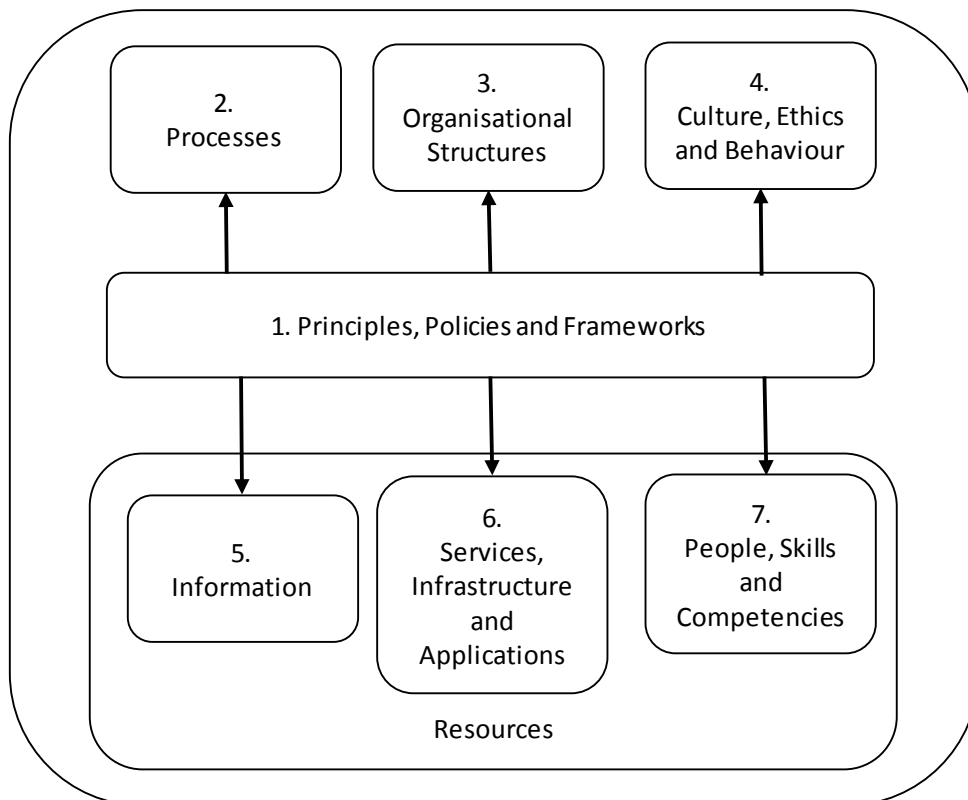 2.
Processes
3.
Organisational
Structures
4.
Culture, Ethics
and Behaviour
1. Principles, Policies and Frameworks
5.
Information
6.
Services,
Infrastructure
and
Applications
7.
People, Skills
and
Competencies
Resources